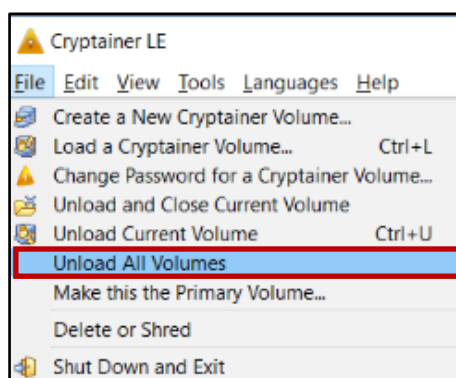 Cryptainer LE
File Edit View Tools Languages Help
Create a New Cryptainer Volume...
Load a Cryptainer Volume... Ctrl+L
Change Password for a Cryptainer Volume...
Unload and Close Current Volume
Unload Current Volume Ctrl+U
Unload All Volumes
Make this the Primary Volume...
Delete or Shred
Shut Down and Exit